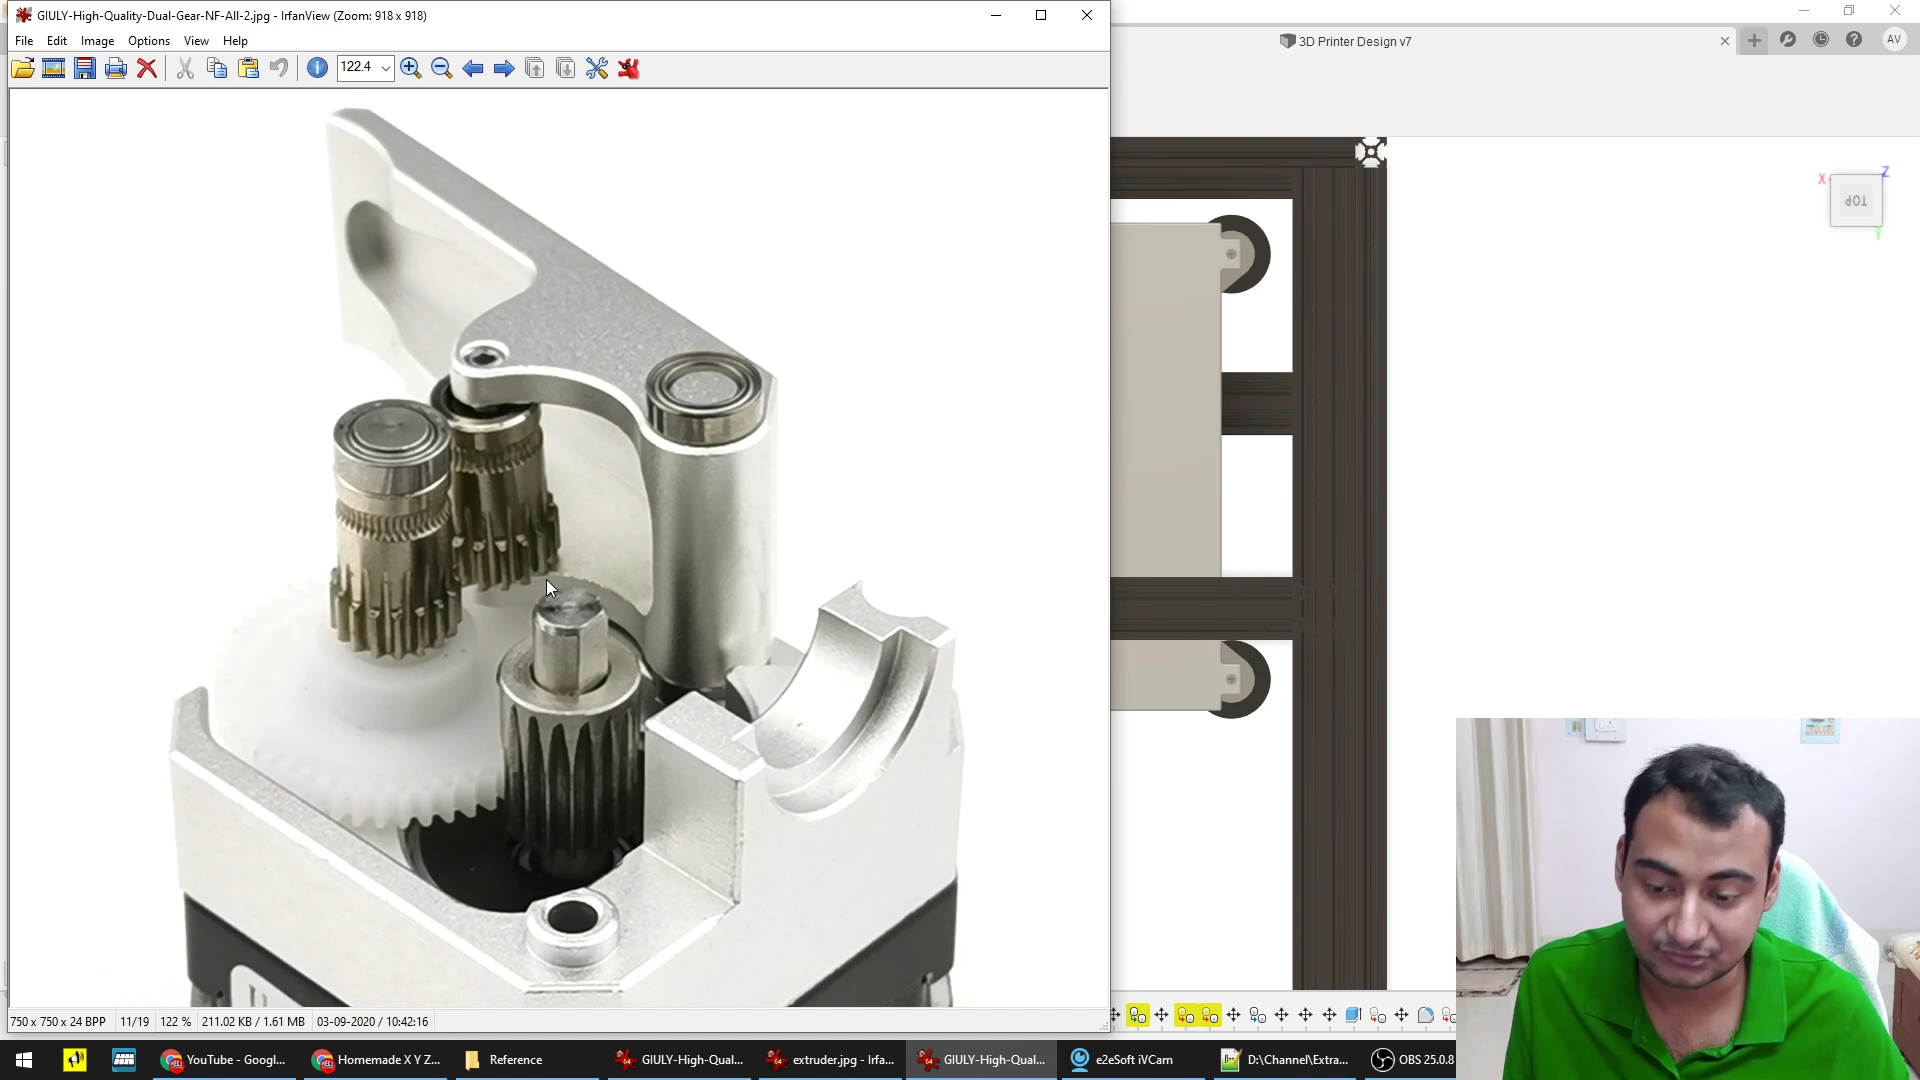 GIULY-High-Quality-Dual-Gear-NF-All-2.jpg - IrfanView (Zoom: 918 x 918)
File Edit Image Options View Help
122.4
3D Printer Design v7
AV
X
Z
TOP
Y
750 x 750 x 24 BPP 11/19 122 % 211.02 KB / 1.61 MB 03-09-2020 / 10:42:16
YouTube - Googl...
Homemade X Y Z...
Reference
GIULY-High-Qual...
extruder.jpg - Irfa...
GIULY-High-Qual...
e2eSoft iVCam
D:\Channel\Extra...
OBS 25.0.8